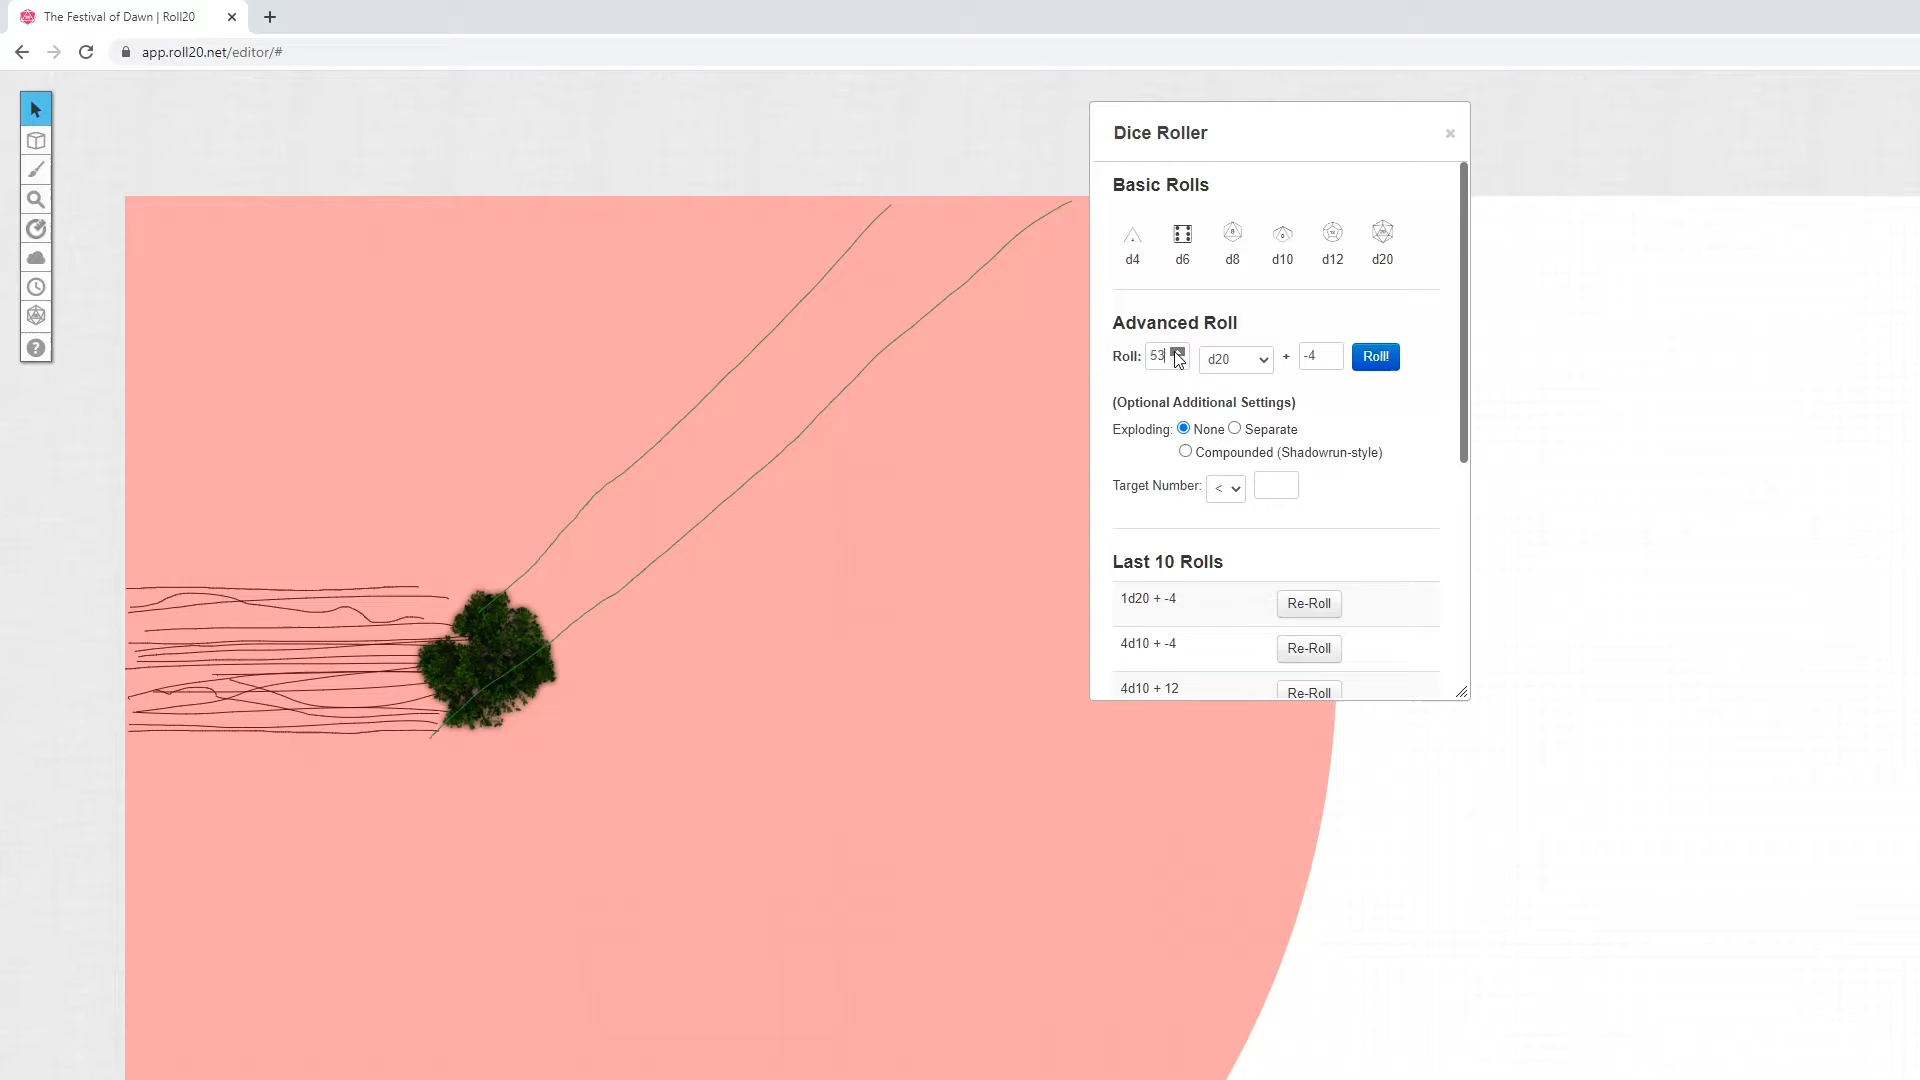 The Festival of Dawn | Roll20
app.roll20.net/editor/#
Dice Roller
Basic Rolls
d4 d6 d8 d10 d12 d20
Advanced Roll
Roll: 53 d20 + -4 Roll!
(Optional Additional Settings)
Exploding: None Separate
Compounded (Shadowrun-style)
Target Number: <
Last 10 Rolls
1d20 + -4 Re-Roll
4d10 + -4 Re-Roll
4d10 + 12 Re-Roll